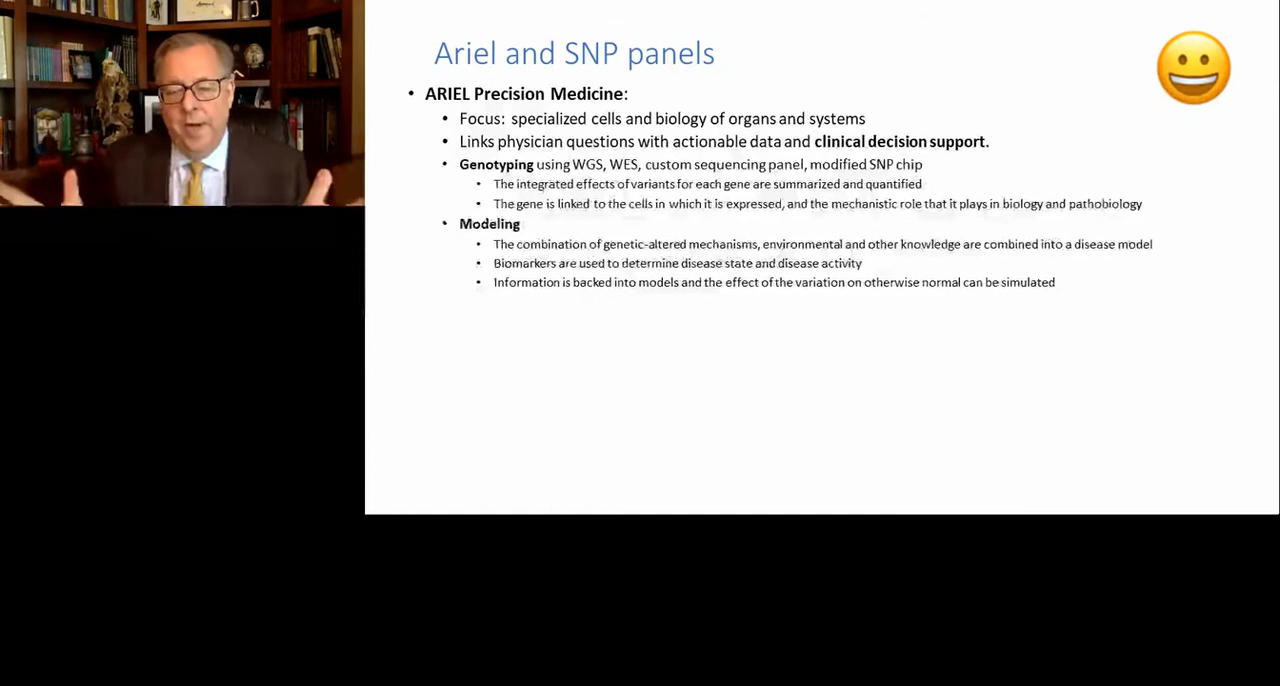 Ariel and SNP panels
• ARIEL Precision Medicine:
• Focus: specialized cells and biology of organs and systems
• Links physician questions with actionable data and clinical decision support.
• Genotyping using WGS, WES, custom sequencing panel, modified SNP chip
• The integrated effects of variants for each gene are summarized and quantified
• The gene is linked to the cells in which it is expressed, and the mechanistic role that it plays in biology and pathobiology
• Modeling
• The combination of genetic-altered mechanisms, environmental and other knowledge are combined into a disease model
• Biomarkers are used to determine disease state and disease activity
• Information is backed into models and the effect of the variation on otherwise normal can be simulated